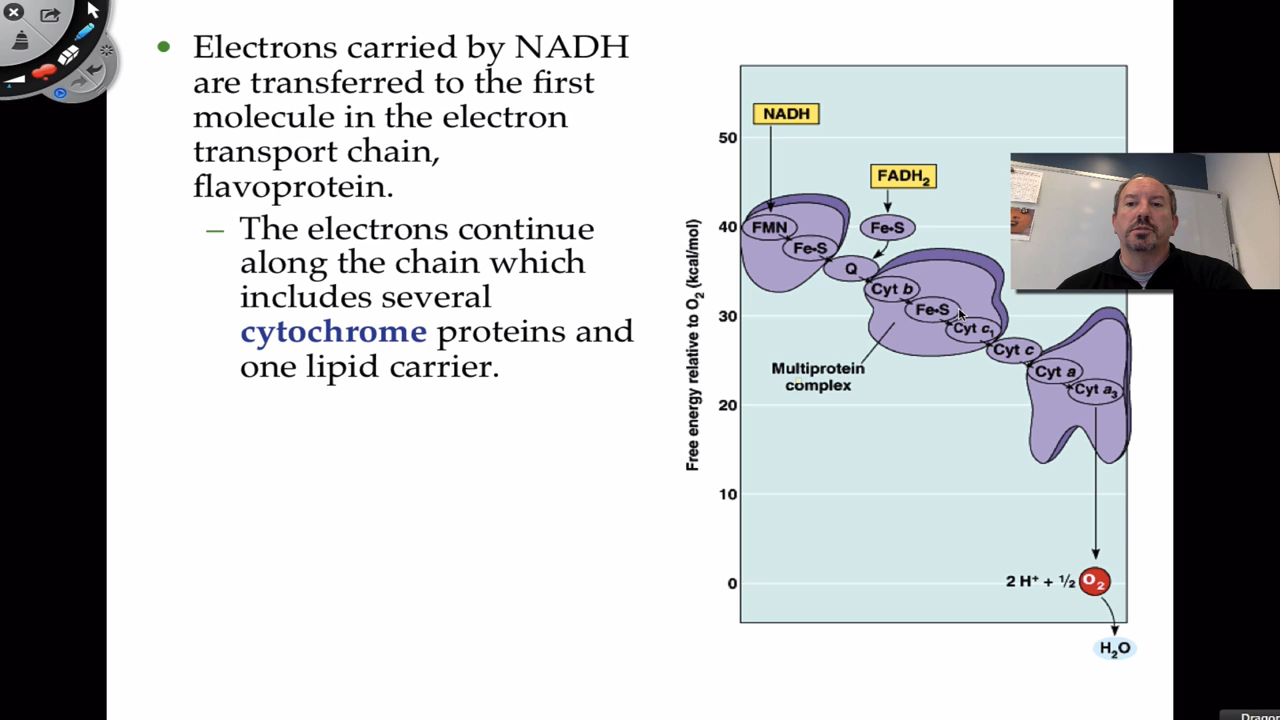 • Electrons carried by NADH
are transferred to the first
molecule in the electron
transport chain,
flavoprotein.
– The electrons continue
along the chain which
includes several
cytochrome proteins and
one lipid carrier.
Free energy relative to O₂ (kcal/mol)
50
40
30
20
10
0
NADH
FADH₂
FMN
Fe•S
Fe•S
Q
Cyt b
Fe•S
Cyt c₁
Cyt c
Cyt a
Cyt a₃
Multiprotein
complex
2 H⁺ + ½ O₂
H₂O